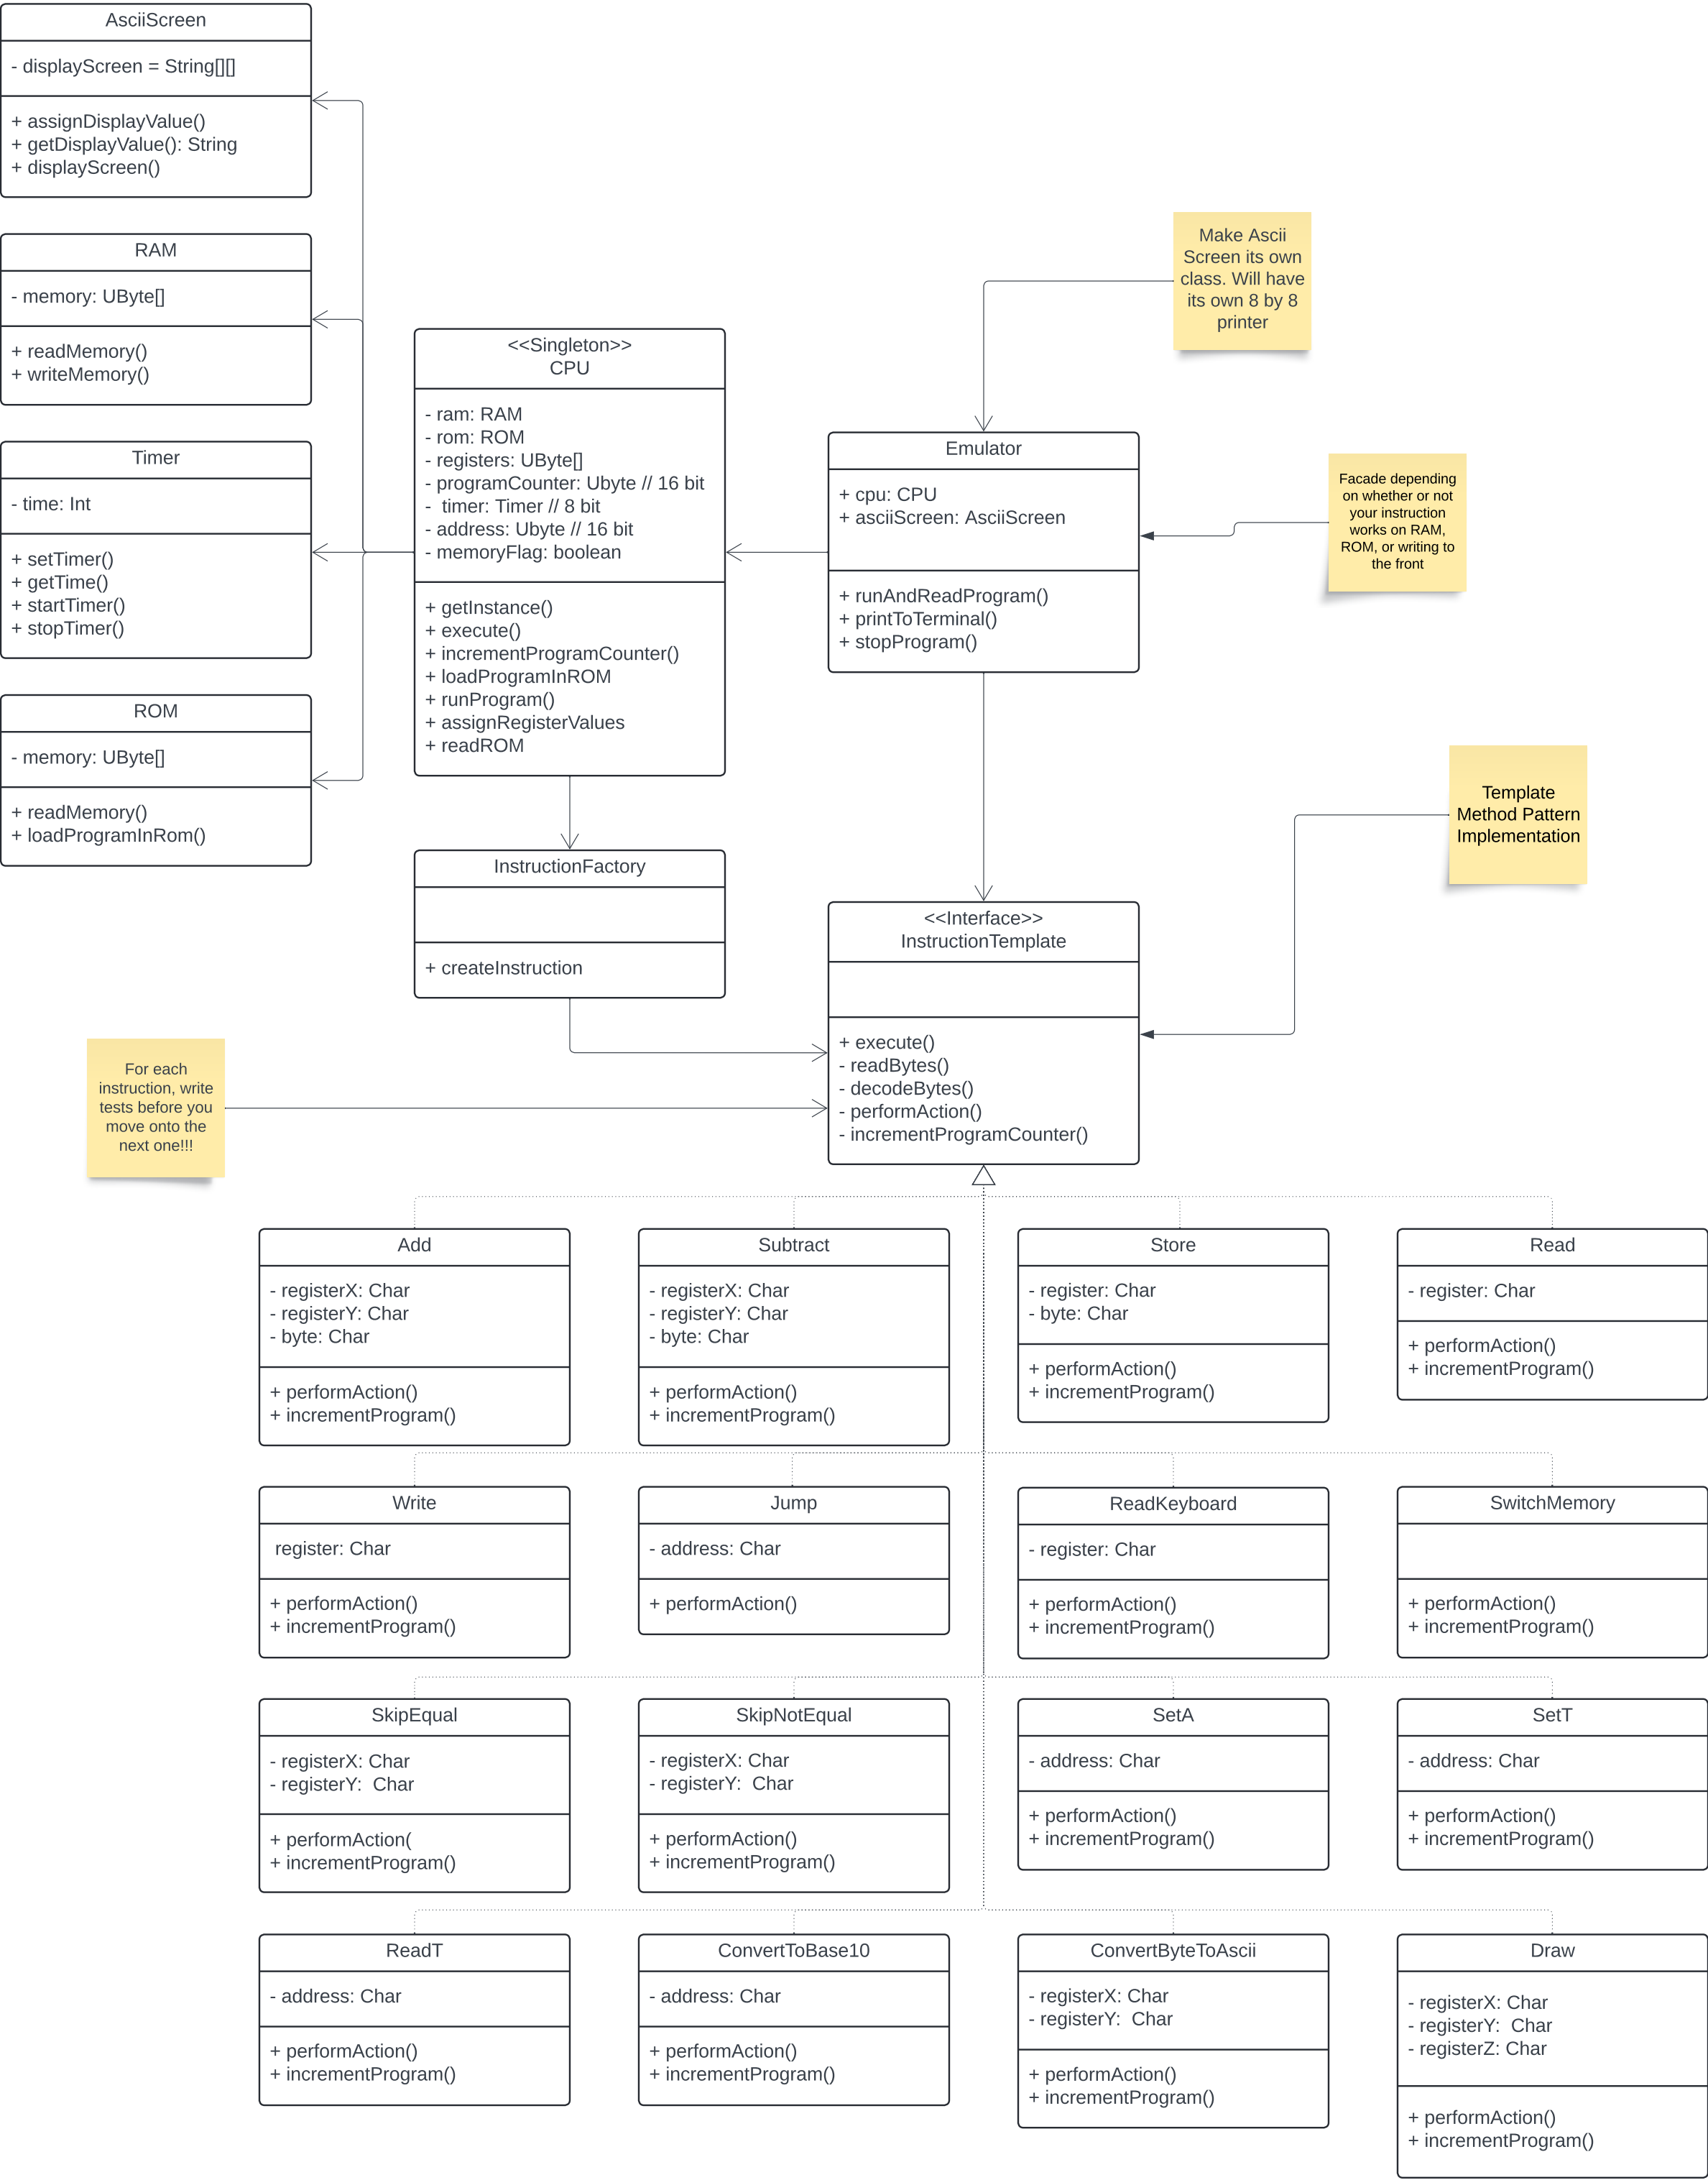 AsciiScreen
- displayScreen = String[][]
+ assignDisplayValue()
+ getDisplayValue(): String
+ displayScreen()
RAM
- memory: UByte[]
+ readMemory()
+ writeMemory()
Timer
- time: Int
+ setTimer()
+ getTime()
+ startTimer()
+ stopTimer()
ROM
- memory: UByte[]
+ readMemory()
+ loadProgramInRom()
<<Singleton>>
CPU
- ram: RAM
- rom: ROM
- registers: UByte[]
- programCounter: Ubyte // 16 bit
-  timer: Timer // 8 bit
- address: Ubyte // 16 bit
- memoryFlag: boolean
+ getInstance()
+ execute()
+ incrementProgramCounter()
+ loadProgramInROM
+ runProgram()
+ assignRegisterValues
+ readROM
InstructionFactory
+ createInstruction
Make Ascii
Screen its own
class. Will have
its own 8 by 8
printer
Emulator
+ cpu: CPU
+ asciiScreen: AsciiScreen
+ runAndReadProgram()
+ printToTerminal()
+ stopProgram()
Facade depending
on whether or not
your instruction
works on RAM,
ROM, or writing to
the front
Template
Method Pattern
Implementation
<<Interface>>
InstructionTemplate
+ execute()
- readBytes()
- decodeBytes()
- performAction()
- incrementProgramCounter()
For each
instruction, write
tests before you
move onto the
next one!!!
Add
- registerX: Char
- registerY: Char
- byte: Char
+ performAction()
+ incrementProgram()
Subtract
- registerX: Char
- registerY: Char
- byte: Char
+ performAction()
+ incrementProgram()
Store
- register: Char
- byte: Char
+ performAction()
+ incrementProgram()
Read
- register: Char
+ performAction()
+ incrementProgram()
Write
register: Char
+ performAction()
+ incrementProgram()
Jump
- address: Char
+ performAction()
ReadKeyboard
- register: Char
+ performAction()
+ incrementProgram()
SwitchMemory
+ performAction()
+ incrementProgram()
SkipEqual
- registerX: Char
- registerY:  Char
+ performAction(
+ incrementProgram()
SkipNotEqual
- registerX: Char
- registerY:  Char
+ performAction()
+ incrementProgram()
SetA
- address: Char
+ performAction()
+ incrementProgram()
SetT
- address: Char
+ performAction()
+ incrementProgram()
ReadT
- address: Char
+ performAction()
+ incrementProgram()
ConvertToBase10
- address: Char
+ performAction()
+ incrementProgram()
ConvertByteToAscii
- registerX: Char
- registerY:  Char
+ performAction()
+ incrementProgram()
Draw
- registerX: Char
- registerY:  Char
- registerZ: Char
+ performAction()
+ incrementProgram()